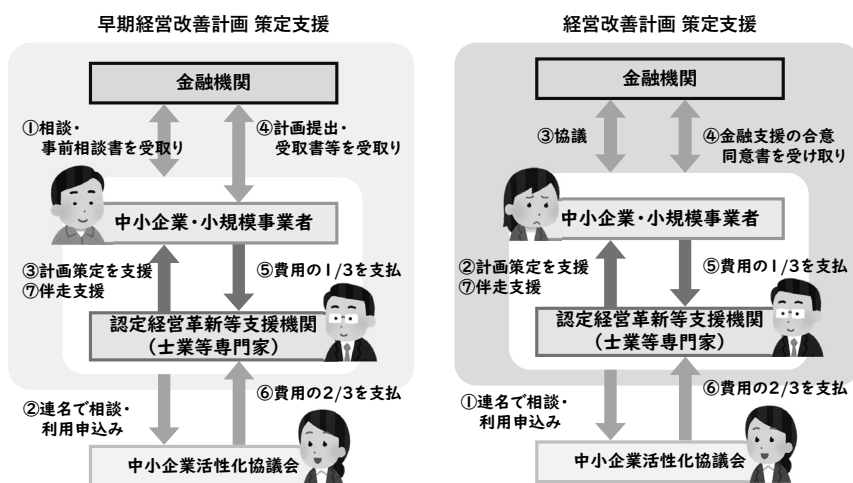 早期経営改善計画 策定支援
金融機関
①相談・
事前相談書を受取り
④計画提出・
受取書等を受取り
中小企業・小規模事業者
③計画策定を支援
⑦伴走支援
⑤費用の1/3を支払
認定経営革新等支援機関
（士業等専門家）
②連名で相談・
利用申込み
⑥費用の2/3を支払
中小企業活性化協議会
経営改善計画 策定支援
金融機関
③協議
④金融支援の合意
同意書を受け取り
中小企業・小規模事業者
②計画策定を支援
⑦伴走支援
⑤費用の1/3を支払
認定経営革新等支援機関
（士業等専門家）
①連名で相談・
利用申込み
⑥費用の2/3を支払
中小企業活性化協議会